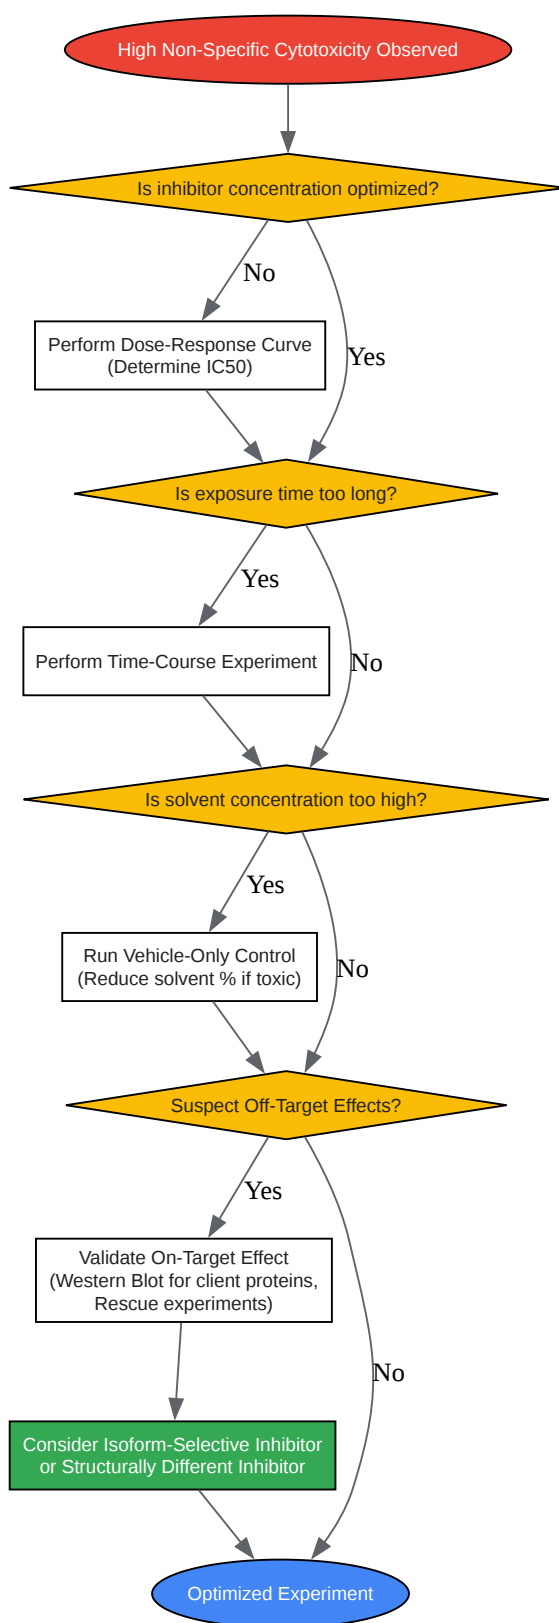 High Non-Specific Cytotoxicity Observed
Is inhibitor concentration optimized?
No
Perform Dose-Response Curve
(Determine IC50)
Yes
Is exposure time too long?
Yes
Perform Time-Course Experiment
No
Is solvent concentration too high?
Yes
Run Vehicle-Only Control
(Reduce solvent % if toxic)
No
Suspect Off-Target Effects?
Yes
Validate On-Target Effect
(Western Blot for client proteins,
Rescue experiments)
No
Consider Isoform-Selective Inhibitor
or Structurally Different Inhibitor
Optimized Experiment